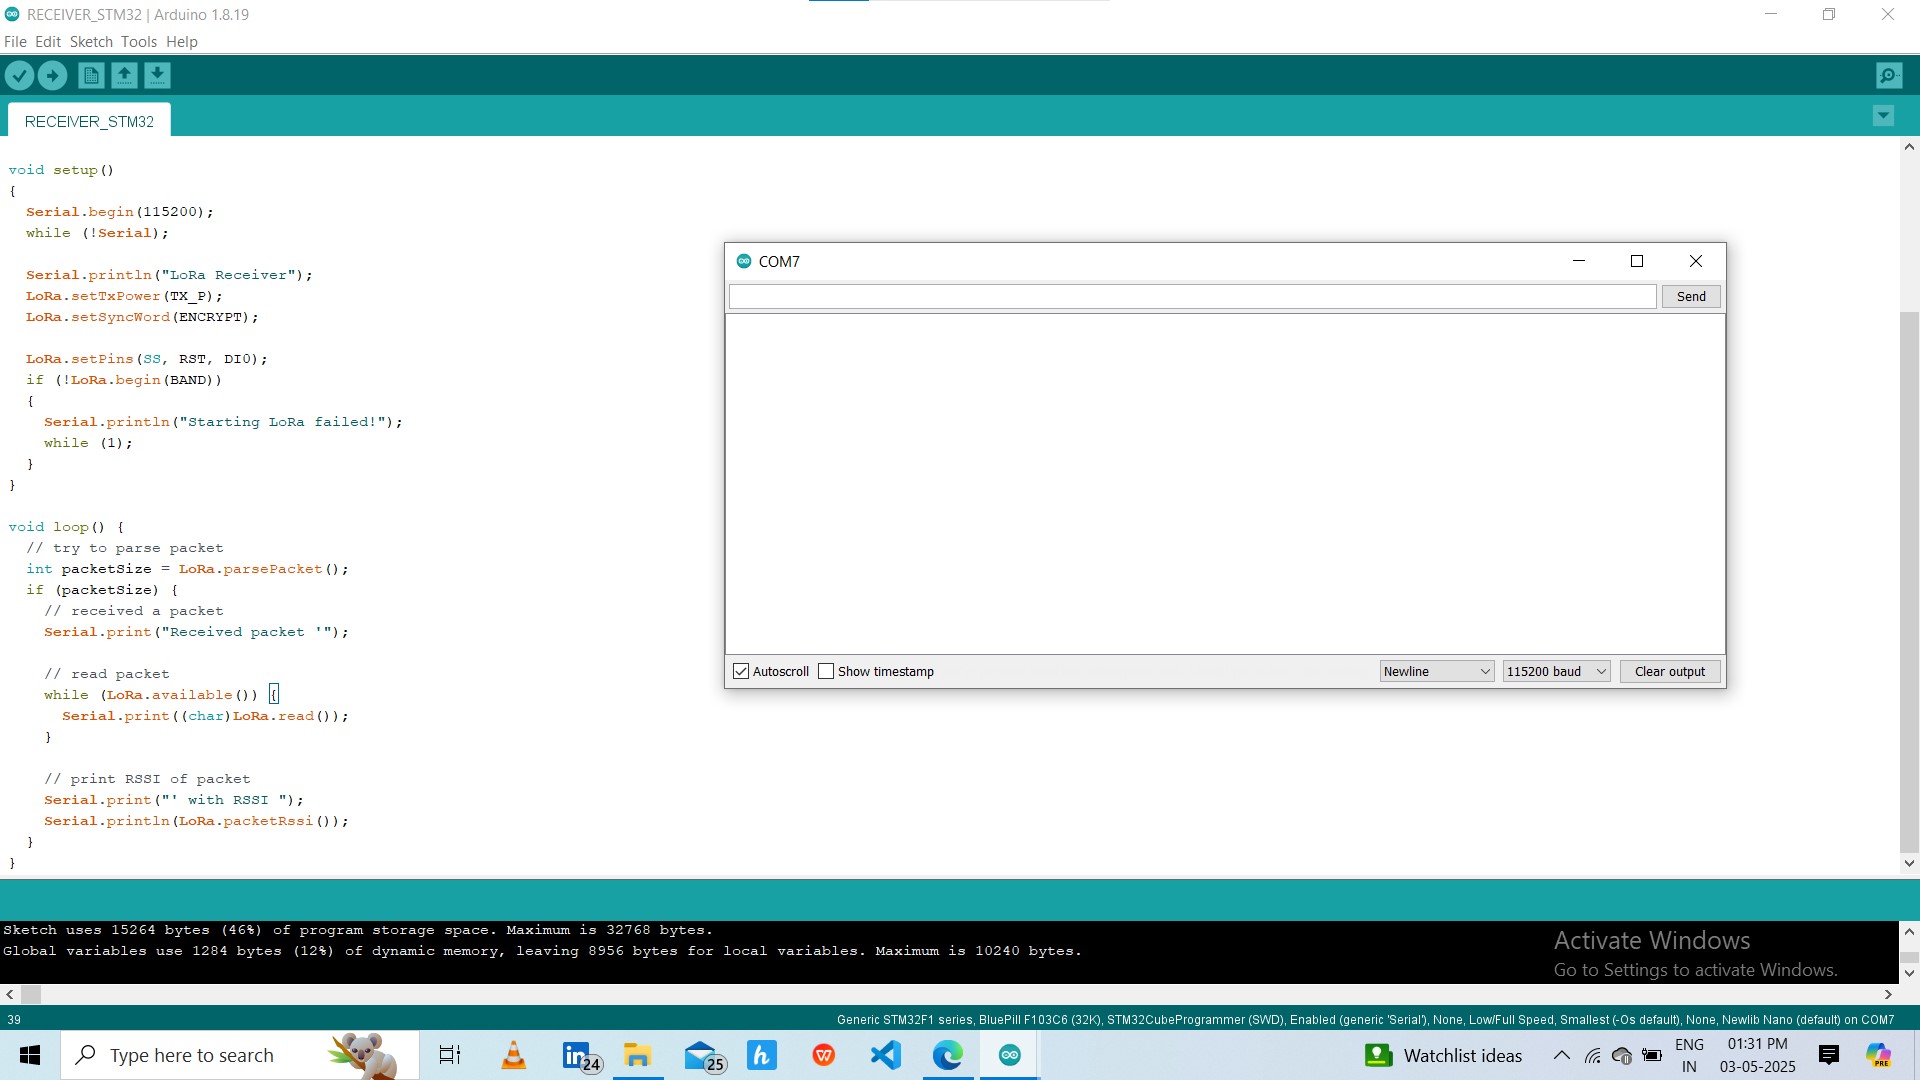 RECEIVER_STM32 | Arduino 1.8.19
File Edit Sketch Tools Help
RECEIVER_STM32
void setup()
{
  Serial.begin(115200);
  while (!Serial);
  Serial.println("LoRa Receiver");
  LoRa.setTxPower(TX_P);
  LoRa.setSyncWord(ENCRYPT);
  LoRa.setPins(SS, RST, DI0);
  if (!LoRa.begin(BAND))
  {
    Serial.println("Starting LoRa failed!");
    while (1);
  }
}
void loop() {
  // try to parse packet
  int packetSize = LoRa.parsePacket();
  if (packetSize) {
    // received a packet
    Serial.print("Received packet '");
    // read packet
    while (LoRa.available()) {
      Serial.print((char)LoRa.read());
    }
    // print RSSI of packet
    Serial.print("' with RSSI ");
    Serial.println(LoRa.packetRssi());
  }
}
COM7
Send
Autoscroll Show timestamp Newline 115200 baud Clear output
Sketch uses 15264 bytes (46%) of program storage space. Maximum is 32768 bytes.
Global variables use 1284 bytes (12%) of dynamic memory, leaving 8956 bytes for local variables. Maximum is 10240 bytes.
Activate Windows
Go to Settings to activate Windows.
39 Generic STM32F1 series, BluePill F103C6 (32K), STM32CubeProgrammer (SWD), Enabled (generic 'Serial'), None, Low/Full Speed, Smallest (-Os default), None, Newlib Nano (default) on COM7
Type here to search
24
25
Watchlist ideas
ENG
IN
01:31 PM
03-05-2025
PRE